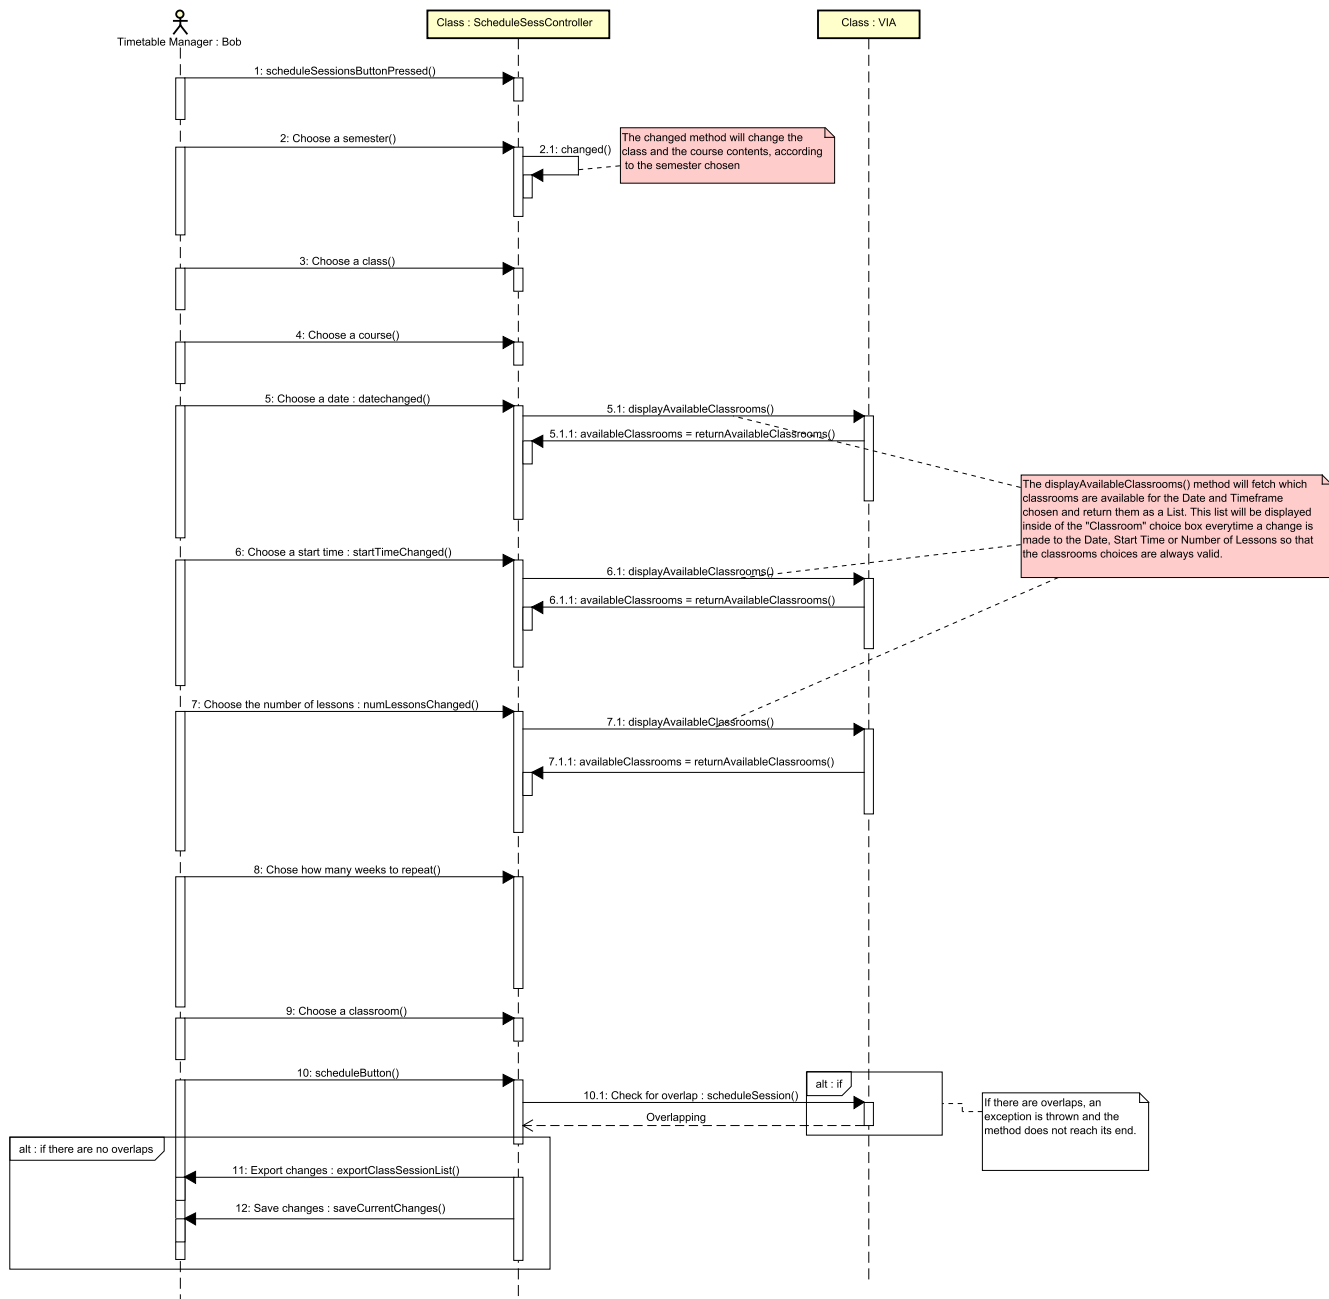 Timetable Manager : Bob
Class : ScheduleSessController
Class : VIA
1: scheduleSessionsButtonPressed()
2: Choose a semester()
2.1: changed()
The changed method will change the
class and the course contents, according
to the semester chosen
3: Choose a class()
4: Choose a course()
5: Choose a date : datechanged()
5.1: displayAvailableClassrooms()
5.1.1: availableClassrooms = returnAvailableClassrooms()
The displayAvailableClassrooms() method will fetch which
classrooms are available for the Date and Timeframe
chosen and return them as a List. This list will be displayed
inside of the "Classroom" choice box everytime a change is
made to the Date, Start Time or Number of Lessons so that
the classrooms choices are always valid.
6: Choose a start time : startTimeChanged()
6.1: displayAvailableClassrooms()
6.1.1: availableClassrooms = returnAvailableClassrooms()
7: Choose the number of lessons : numLessonsChanged()
7.1: displayAvailableClassrooms()
7.1.1: availableClassrooms = returnAvailableClassrooms()
8: Chose how many weeks to repeat()
9: Choose a classroom()
10: scheduleButton()
alt : if
10.1: Check for overlap : scheduleSession()
Overlapping
If there are overlaps, an
exception is thrown and the
method does not reach its end.
alt : if there are no overlaps
11: Export changes : exportClassSessionList()
12: Save changes : saveCurrentChanges()